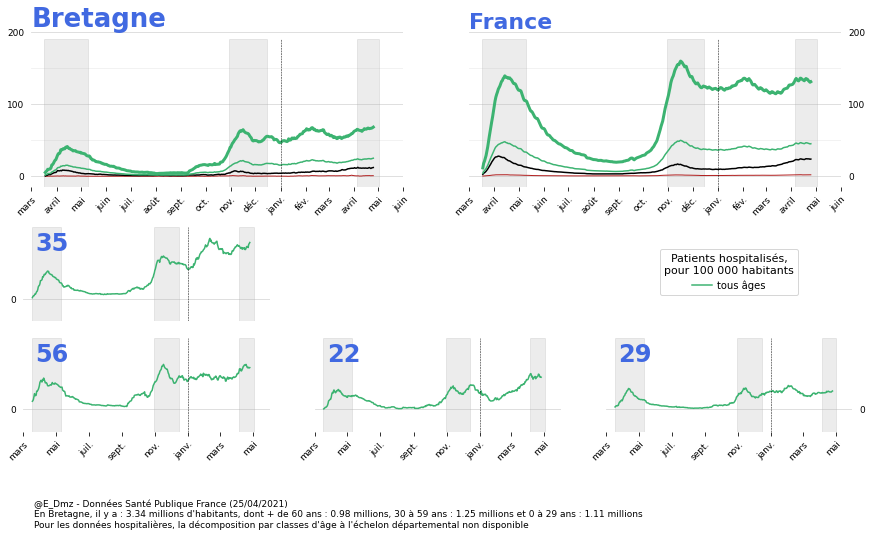 Bretagne
France
200
100
0
200
100
0
mars avril mai juin juil. août sept. oct. nov. déc. janv. fév. mars avril mai juin
mars avril mai juin juil. août sept. oct. nov. déc. janv. fév. mars avril mai juin
35
0
Patients hospitalisés,
pour 100 000 habitants
tous âges
56
22
29
0
0
mars mai juil. sept. nov. janv. mars mai
mars mai juil. sept. nov. janv. mars mai
mars mai juil. sept. nov. janv. mars mai
@E_Dmz - Données Santé Publique France (25/04/2021)
En Bretagne, il y a : 3.34 millions d'habitants, dont + de 60 ans : 0.98 millions, 30 à 59 ans : 1.25 millions et 0 à 29 ans : 1.11 millions
Pour les données hospitalières, la décomposition par classes d'âge à l'échelon départemental non disponible